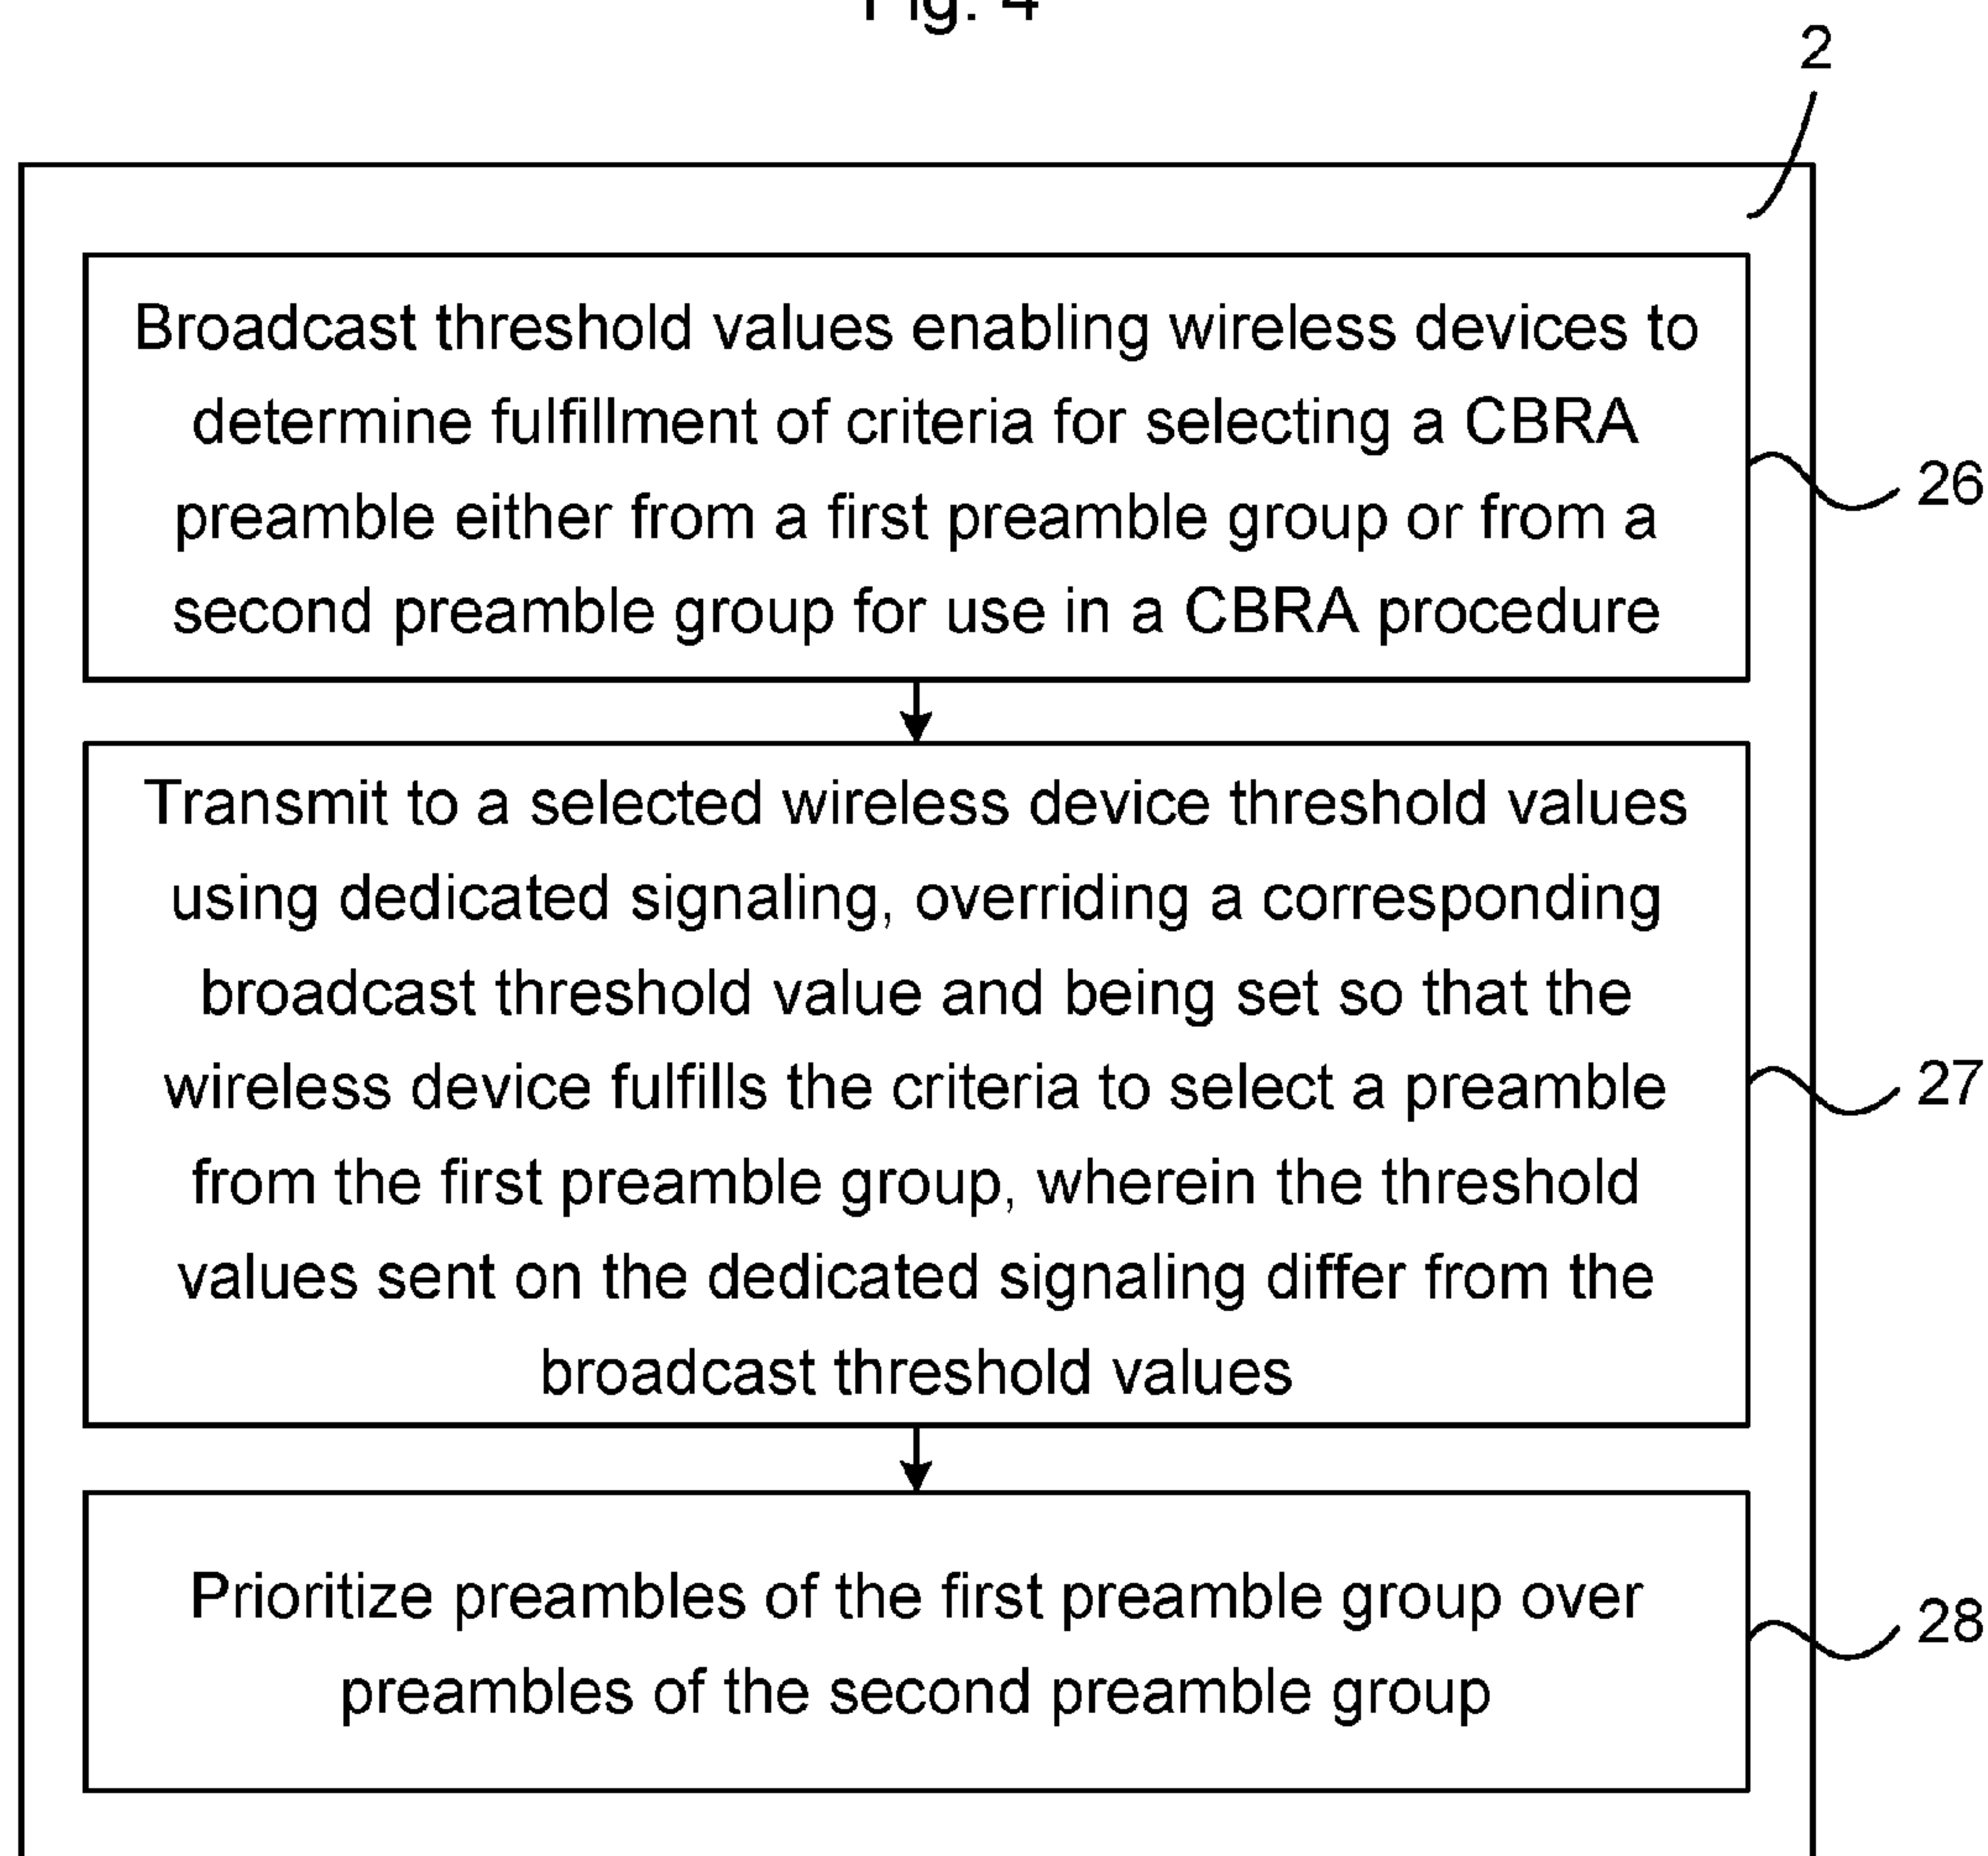 Fig. 4
2
Broadcast threshold values enabling wireless devices to
determine fulfillment of criteria for selecting a CBRA
preamble either from a first preamble group or from a
second preamble group for use in a CBRA procedure
26
Transmit to a selected wireless device threshold values
using dedicated signaling, overriding a corresponding
broadcast threshold value and being set so that the
wireless device fulfills the criteria to select a preamble
from the first preamble group, wherein the threshold
values sent on the dedicated signaling differ from the
broadcast threshold values
27
Prioritize preambles of the first preamble group over
preambles of the second preamble group
28